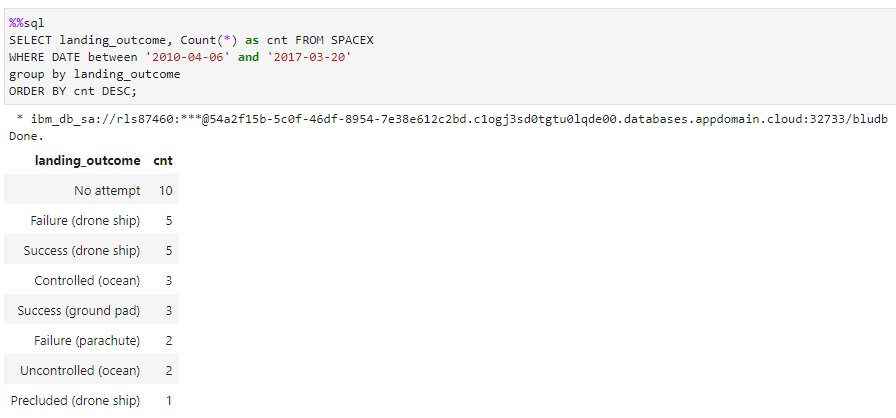 %%sql
SELECT landing_outcome, Count(*) as cnt FROM SPACEX
WHERE DATE between '2010-04-06' and '2017-03-20'
group by landing_outcome
ORDER BY cnt DESC;
* ibm_db_sa://rls87460:***@54a2f15b-5c0f-46df-8954-7e38e612c2bd.c1ogj3sd0tgtu0lqde00.databases.appdomain.cloud:32733/bludb
Done.
landing_outcome cnt
No attempt 10
Failure (drone ship) 5
Success (drone ship) 5
Controlled (ocean) 3
Success (ground pad) 3
Failure (parachute) 2
Uncontrolled (ocean) 2
Precluded (drone ship) 1